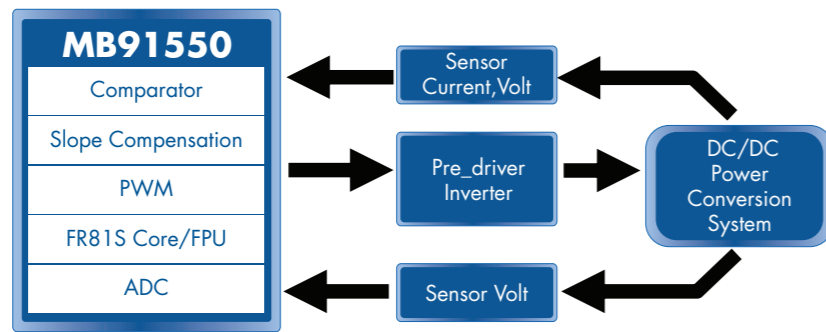 MB91550
Comparator
Slope Compensation
PWM
FR81S Core/FPU
ADC
Sensor
Current,Volt
Pre_driver
Inverter
Sensor Volt
DC/DC
Power
Conversion
System